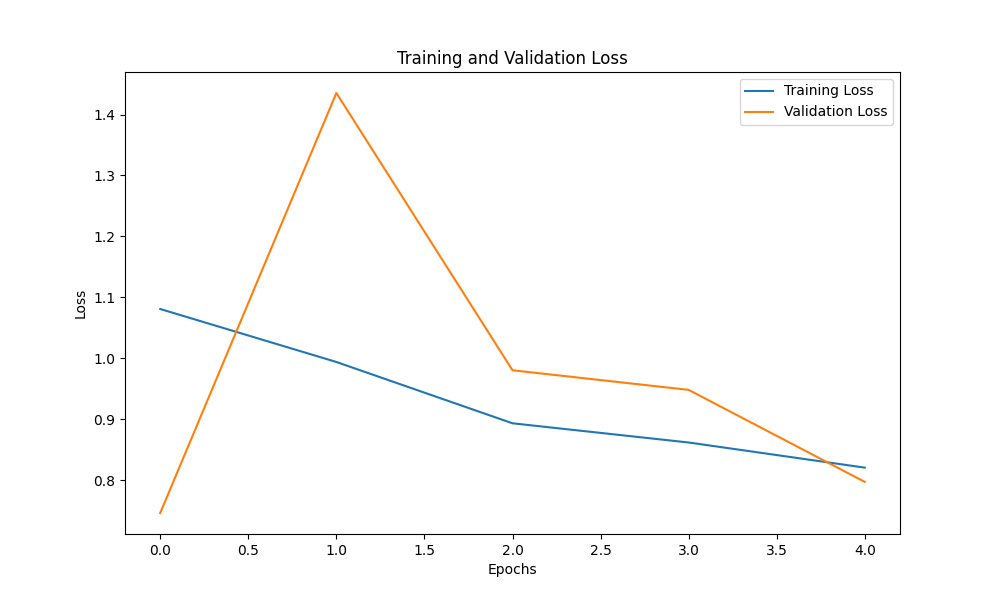 Training and Validation Loss
Training Loss
Validation Loss
Loss
1.4
1.3
1.2
1.1
1.0
0.9
0.8
0.0 0.5 1.0 1.5 2.0 2.5 3.0 3.5 4.0
Epochs